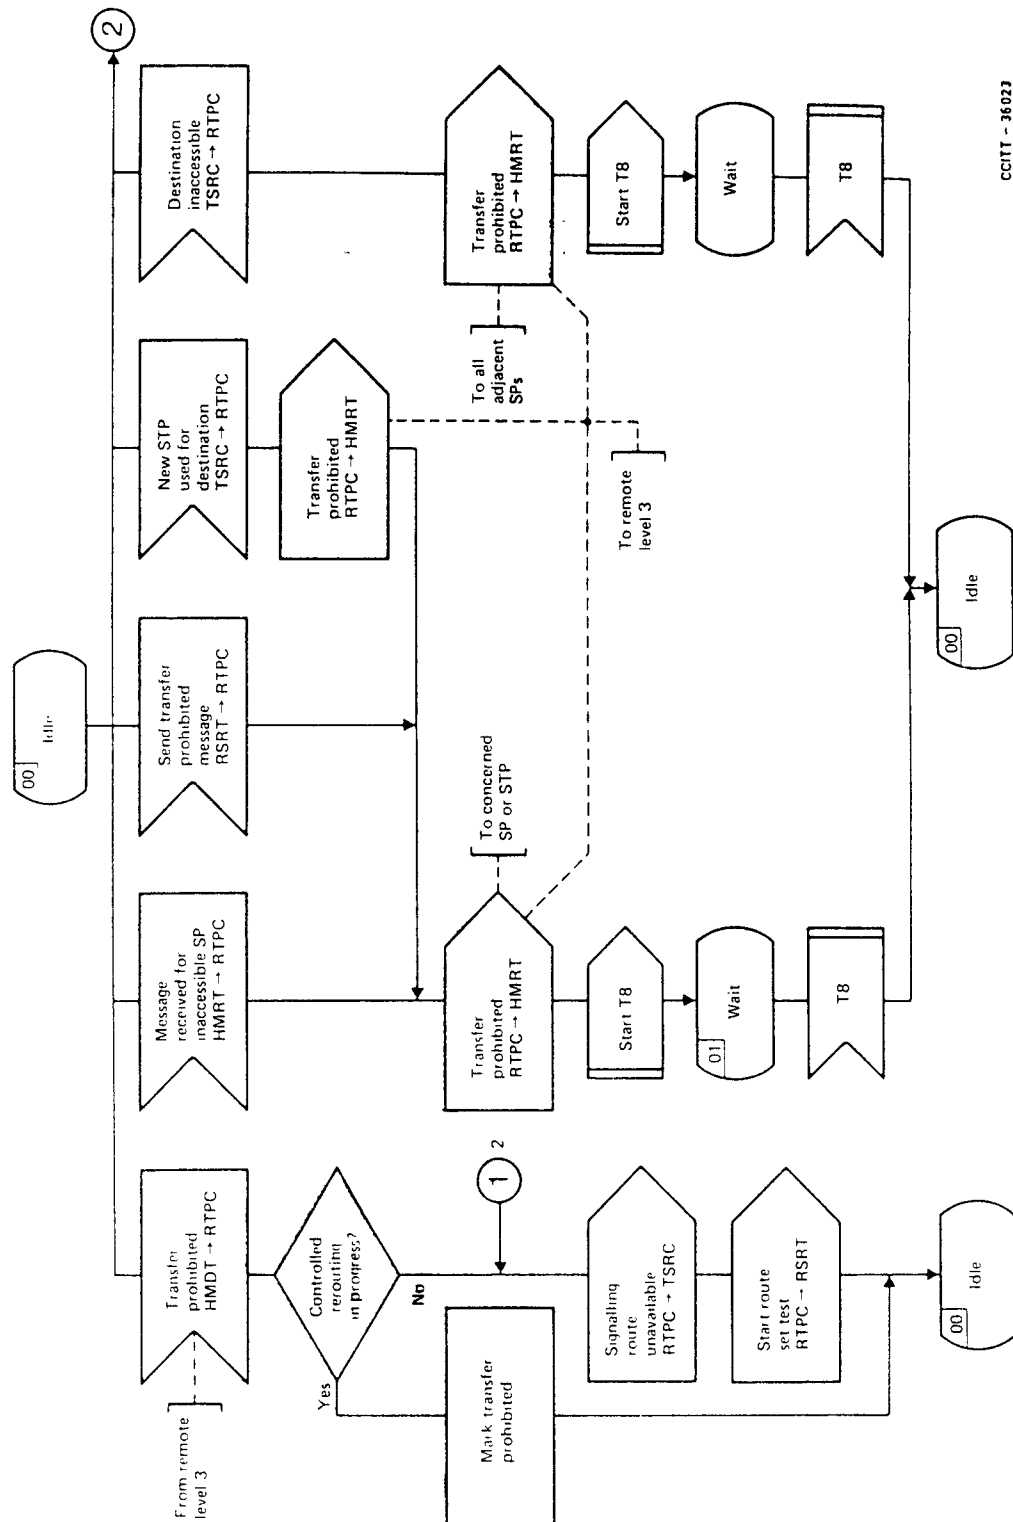 00
Idle
2
Transfer
prohibited
HMDT → RTPC
Message
received for
inaccessible SP
HMRT → RTPC
Send transfer
prohibited
message
RSRT → RTPC
New STP
used for
destination
TSRC → RTPC
Destination
inaccessible
TSRC → RTPC
From remote
level 3
Controlled
rerouting
in progress?
Yes
No
Transfer
prohibited
RTPC → HMRT
Mark transfer
prohibited
1
2
Transfer
prohibited
RTPC → HMRT
To concerned
SP or STP
To all
adjacent
SPs
Transfer
prohibited
RTPC → HMRT
Signalling
route
unavailable
RTPC → TSRC
Start T8
To remote
level 3
Start T8
Start route
set test
RTPC → RSRT
01
Wait
Wait
T8
T8
00
Idle
00
Idle
CCITT – 36023